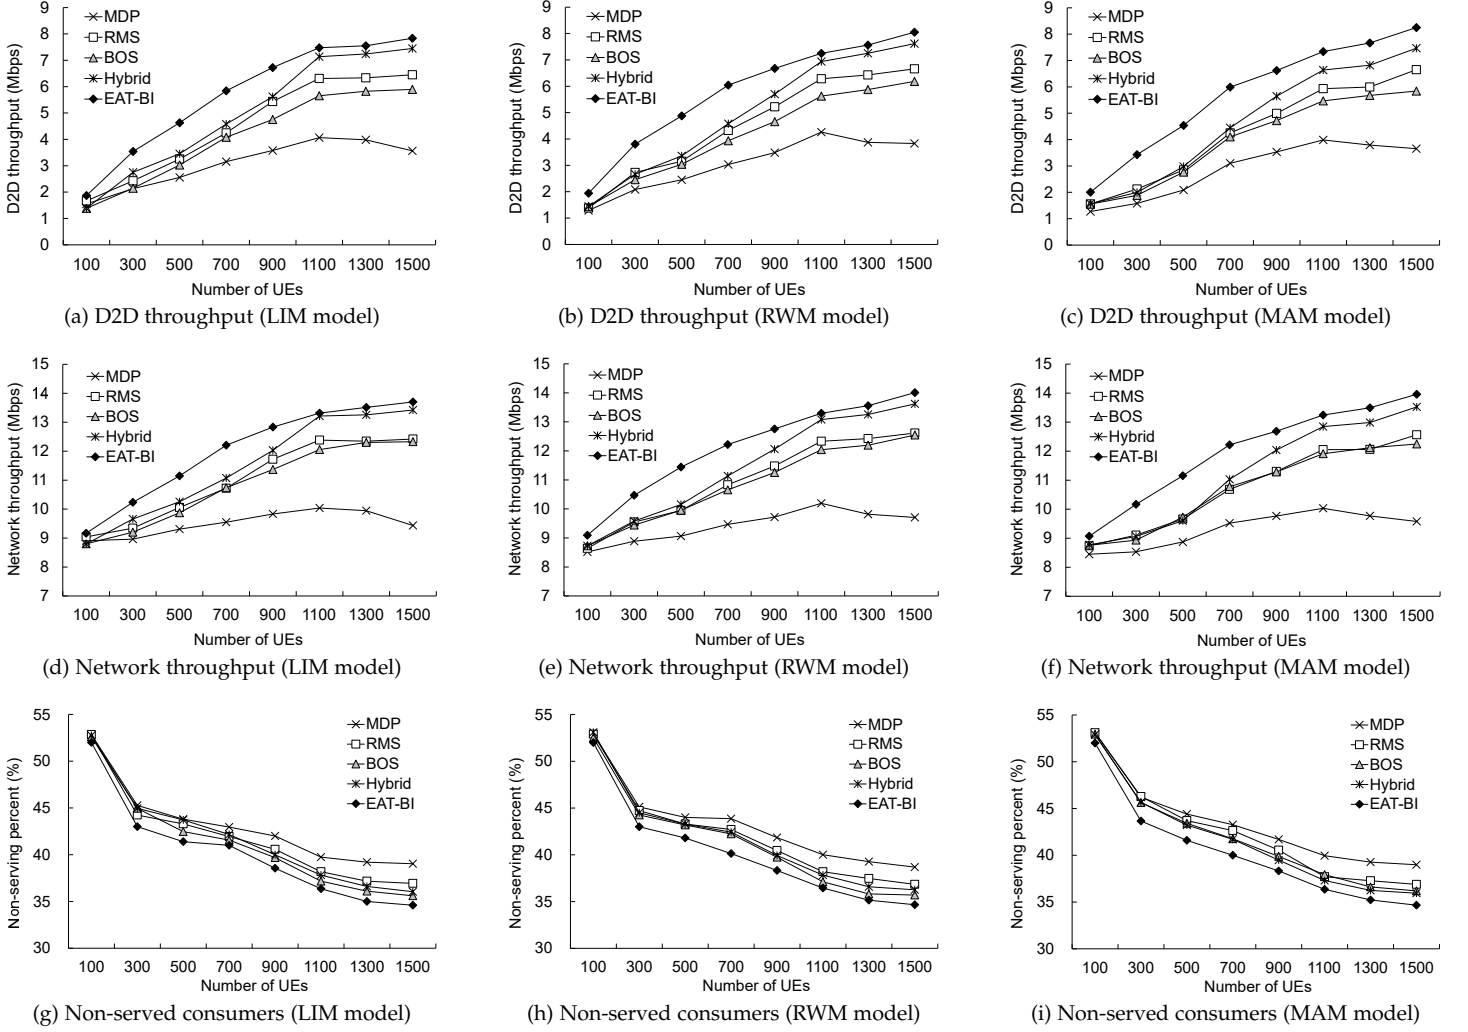 D2D throughput (Mbps)
9
8
7
6
5
4
3
2
1
0
MDP
RMS
BOS
Hybrid
EAT-BI
100 300 500 700 900 1100 1300 1500
Number of UEs
(a) D2D throughput (LIM model)
D2D throughput (Mbps)
9
8
7
6
5
4
3
2
1
0
MDP
RMS
BOS
Hybrid
EAT-BI
100 300 500 700 900 1100 1300 1500
Number of UEs
(b) D2D throughput (RWM model)
D2D throughput (Mbps)
9
8
7
6
5
4
3
2
1
0
MDP
RMS
BOS
Hybrid
EAT-BI
100 300 500 700 900 1100 1300 1500
Number of UEs
(c) D2D throughput (MAM model)
Network throughput (Mbps)
15
14
13
12
11
10
9
8
7
MDP
RMS
BOS
Hybrid
EAT-BI
100 300 500 700 900 1100 1300 1500
Number of UEs
(d) Network throughput (LIM model)
Network throughput (Mbps)
15
14
13
12
11
10
9
8
7
MDP
RMS
BOS
Hybrid
EAT-BI
100 300 500 700 900 1100 1300 1500
Number of UEs
(e) Network throughput (RWM model)
Network throughput (Mbps)
15
14
13
12
11
10
9
8
7
MDP
RMS
BOS
Hybrid
EAT-BI
100 300 500 700 900 1100 1300 1500
Number of UEs
(f) Network throughput (MAM model)
Non-serving percent (%)
55
50
45
40
35
30
MDP
RMS
BOS
Hybrid
EAT-BI
100 300 500 700 900 1100 1300 1500
Number of UEs
(g) Non-served consumers (LIM model)
Non-serving percent (%)
55
50
45
40
35
30
MDP
RMS
BOS
Hybrid
EAT-BI
100 300 500 700 900 1100 1300 1500
Number of UEs
(h) Non-served consumers (RWM model)
Non-serving percent (%)
55
50
45
40
35
30
MDP
RMS
BOS
Hybrid
EAT-BI
100 300 500 700 900 1100 1300 1500
Number of UEs
(i) Non-served consumers (MAM model)